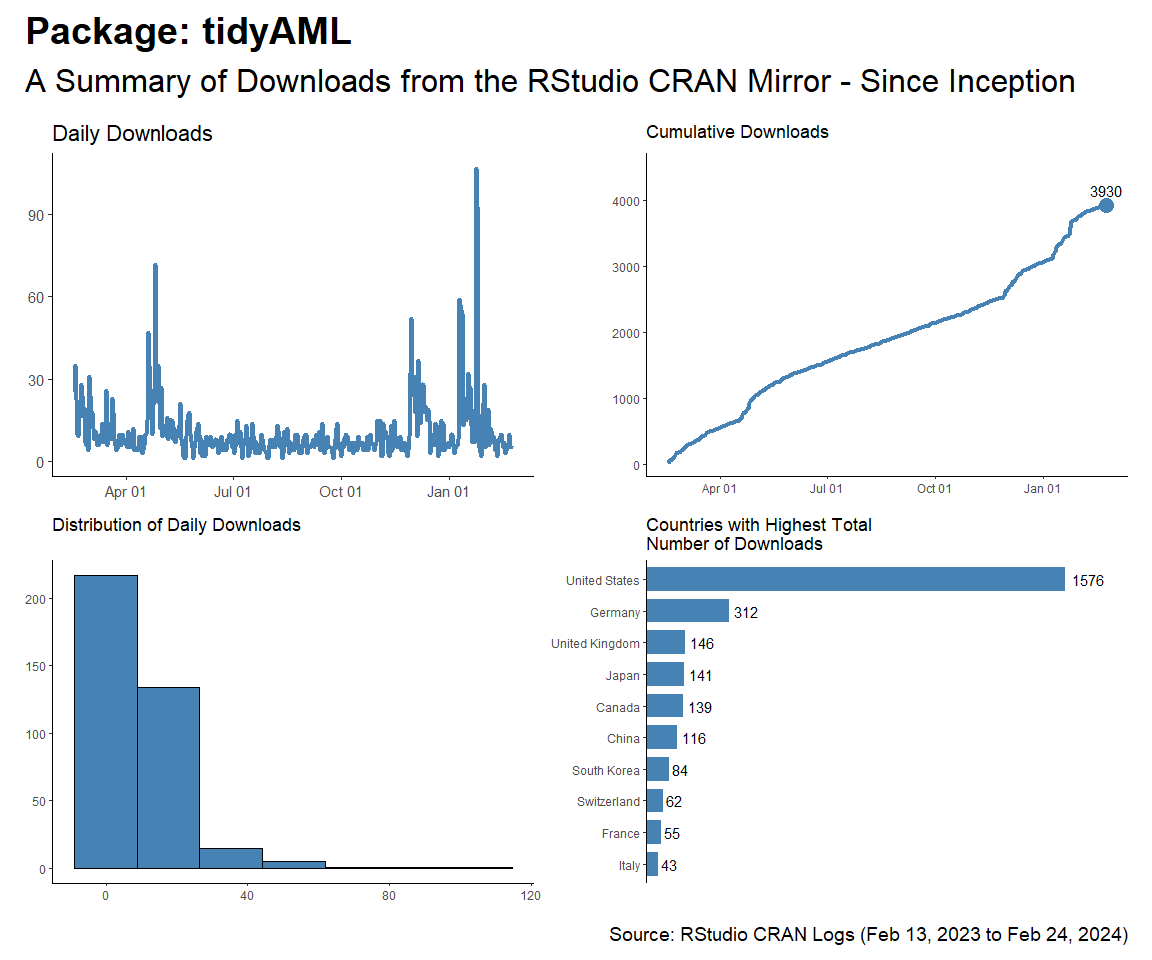 Package: tidyAML
A Summary of Downloads from the RStudio CRAN Mirror - Since Inception
Daily Downloads
90
60
30
0
Apr 01 Jul 01 Oct 01 Jan 01
Cumulative Downloads
3930
4000
3000
2000
1000
0
Apr 01 Jul 01 Oct 01 Jan 01
Distribution of Daily Downloads
200
150
100
50
0
0 40 80 120
Countries with Highest Total
Number of Downloads
United States 1576
Germany 312
United Kingdom 146
Japan 141
Canada 139
China 116
South Korea 84
Switzerland 62
France 55
Italy 43
Source: RStudio CRAN Logs (Feb 13, 2023 to Feb 24, 2024)